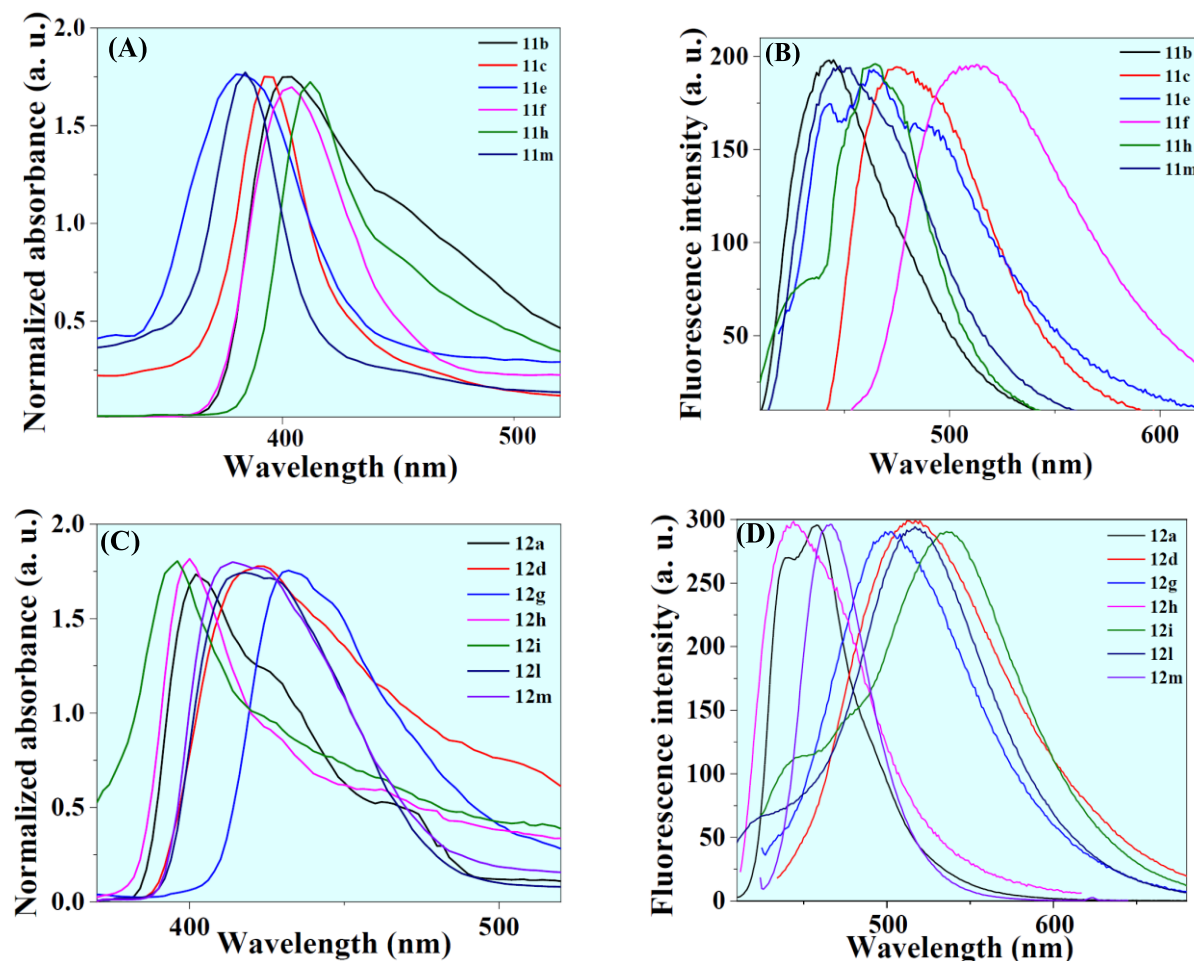 (A)
11b
11c
11e
11f
11h
11m
2.0
1.5
1.0
0.5
400
500
Normalized absorbance (a. u.)
Wavelength (nm)
(B)
11b
11c
11e
11f
11h
11m
200
150
100
50
500
600
Fluorescence intensity (a. u.)
Wavelength (nm)
(C)
12a
12d
12g
12h
12i
12l
12m
2.0
1.5
1.0
0.5
0.0
400
500
Normalized absorbance (a. u.)
Wavelength (nm)
(D)
12a
12d
12g
12h
12i
12l
12m
300
250
200
150
100
50
0
500
600
Fluorescence intensity (a. u.)
Wavelength (nm)